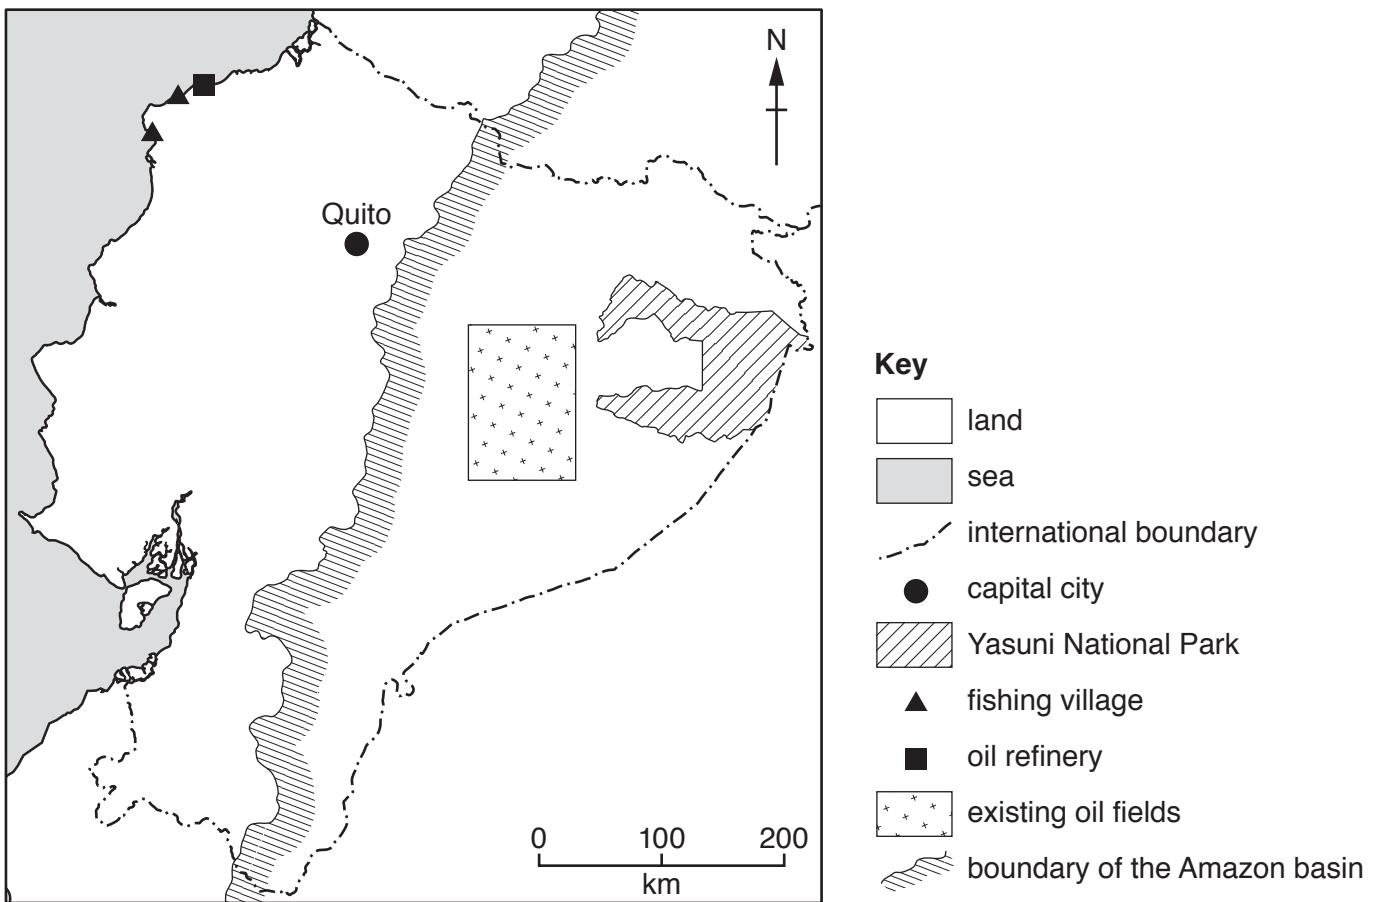 N
Quito
0 100 200
km
Key
land
sea
international boundary
capital city
Yasuni National Park
fishing village
oil refinery
existing oil fields
boundary of the Amazon basin